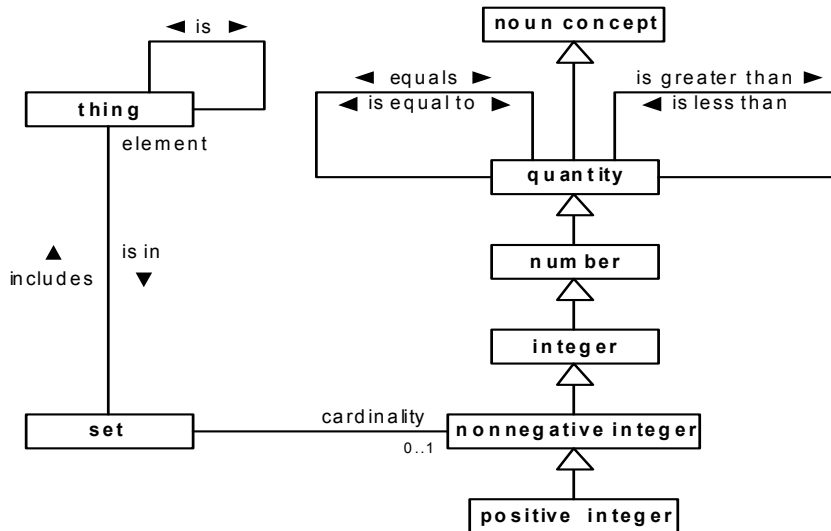 noun concept
◄ is ►
◄ equals ►
◄ is equal to ►
is greater than ►
◄ is less than
thing
element
quantity
▲
includes
is in
▼
number
integer
set
cardinality
0..1
nonnegative integer
positive integer